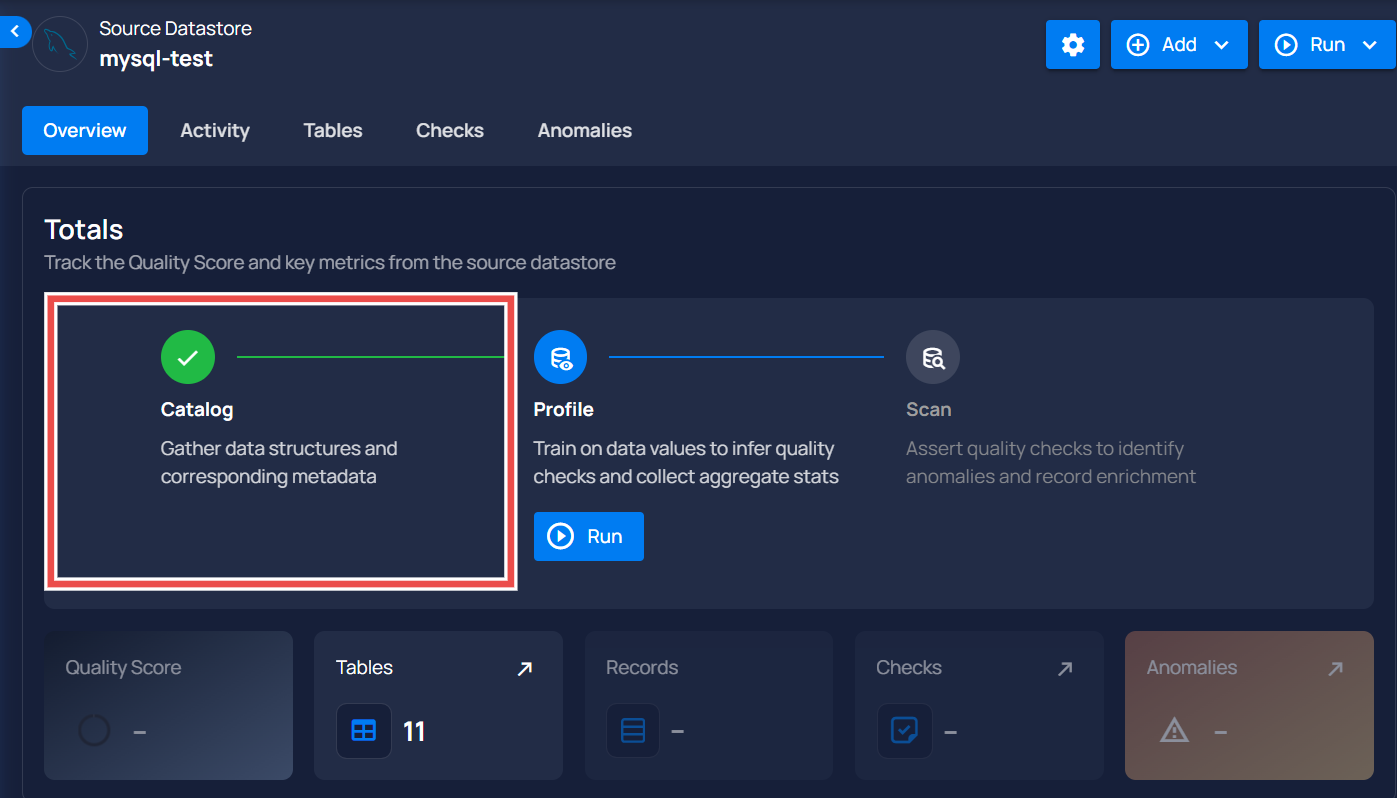 Source Datastore
mysql-test
Add
Run
Overview
Activity
Tables
Checks
Anomalies
Totals
Track the Quality Score and key metrics from the source datastore
Catalog
Gather data structures and
corresponding metadata
Profile
Train on data values to infer quality
checks and collect aggregate stats
Run
Scan
Assert quality checks to identify
anomalies and record enrichment
Quality Score
–
Tables
11
Records
–
Checks
–
Anomalies
–